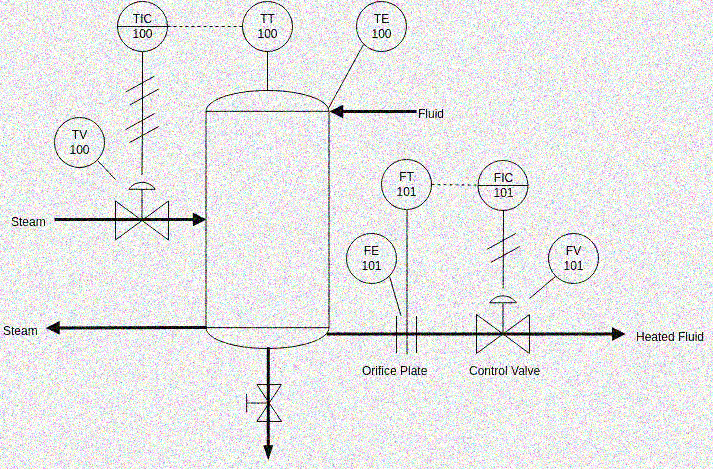 TIC
100
TT
100
TE
100
Fluid
TV
100
FT
101
FIC
101
Steam
FE
101
FV
101
Steam
Heated Fluid
Orifice Plate
Control Valve